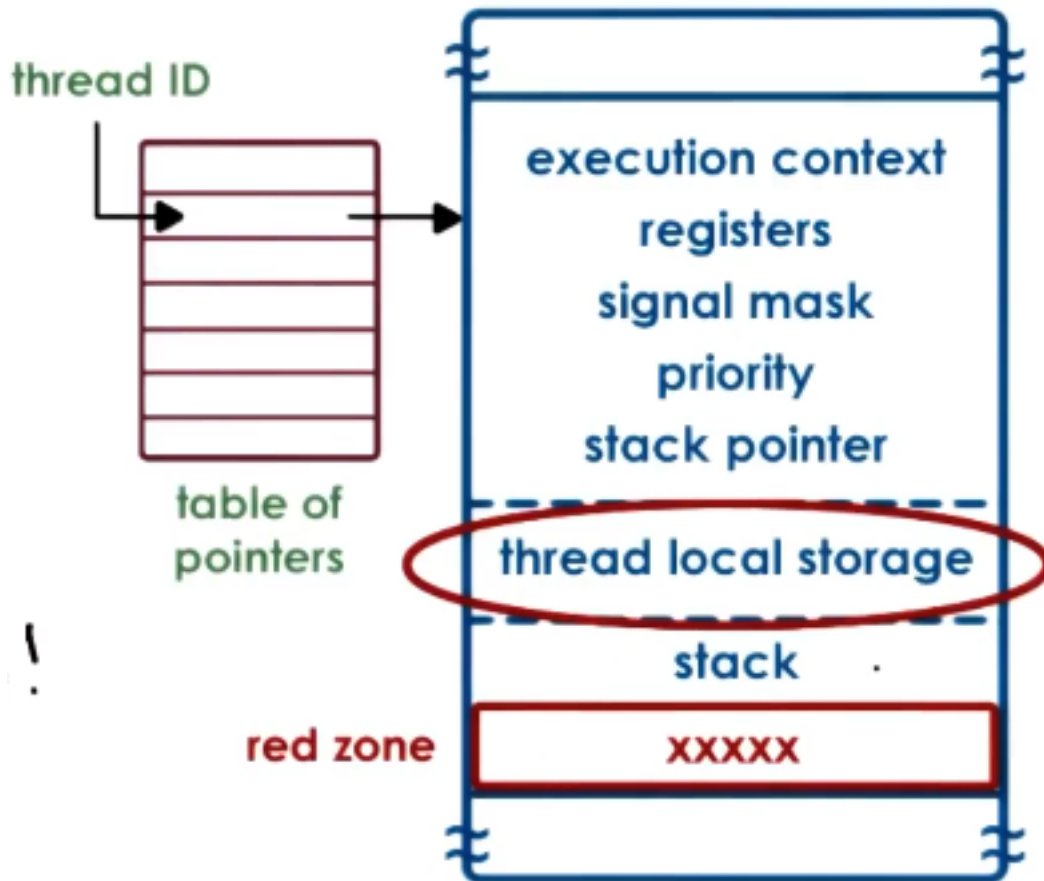 thread ID
table of
pointers
execution context
registers
signal mask
priority
stack pointer
thread local storage
stack
red zone
xxxxx
!